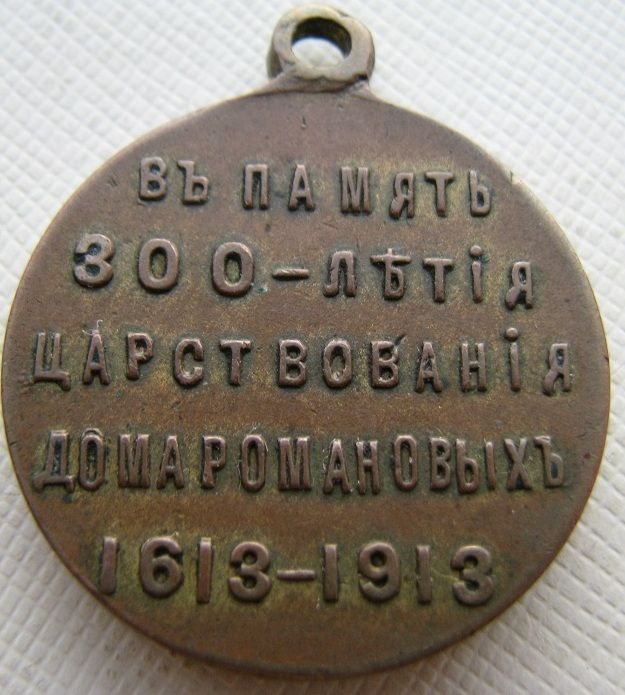 ВЪ ПАМЯТЬ
300-ЛѢТІЯ
ЦАРСТВОВАНІЯ
ДОМА РОМАНОВЫХЪ
1613-1913